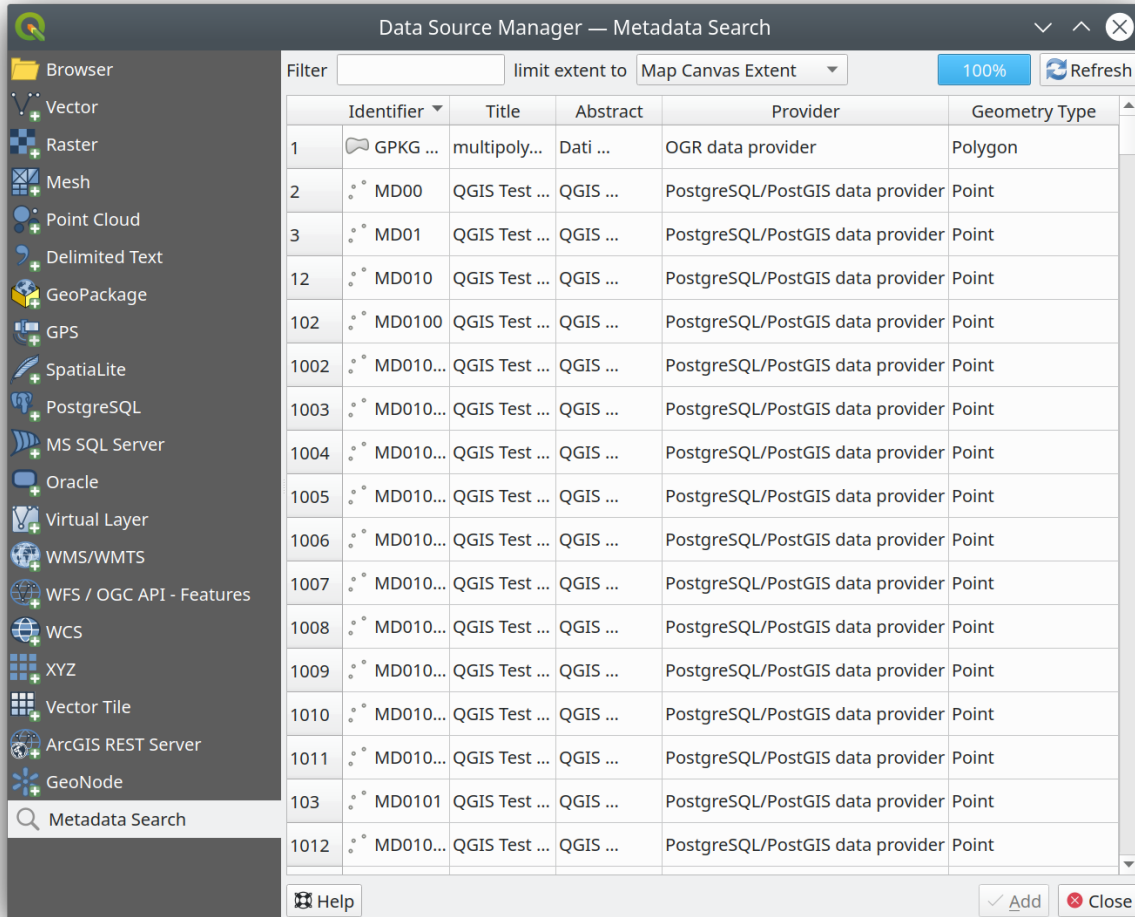 Data Source Manager — Metadata Search
Browser
Vector
Raster
Mesh
Point Cloud
Delimited Text
GeoPackage
GPS
SpatiaLite
PostgreSQL
MS SQL Server
Oracle
Virtual Layer
WMS/WMTS
WFS / OGC API - Features
WCS
XYZ
Vector Tile
ArcGIS REST Server
GeoNode
Metadata Search
Filter limit extent to Map Canvas Extent 100% Refresh
Identifier Title Abstract Provider Geometry Type
1 GPKG ... multipoly... Dati ... OGR data provider Polygon
2 MD00 QGIS Test ... QGIS ... PostgreSQL/PostGIS data provider Point
3 MD01 QGIS Test ... QGIS ... PostgreSQL/PostGIS data provider Point
12 MD010 QGIS Test ... QGIS ... PostgreSQL/PostGIS data provider Point
102 MD0100 QGIS Test ... QGIS ... PostgreSQL/PostGIS data provider Point
1002 MD010... QGIS Test ... QGIS ... PostgreSQL/PostGIS data provider Point
1003 MD010... QGIS Test ... QGIS ... PostgreSQL/PostGIS data provider Point
1004 MD010... QGIS Test ... QGIS ... PostgreSQL/PostGIS data provider Point
1005 MD010... QGIS Test ... QGIS ... PostgreSQL/PostGIS data provider Point
1006 MD010... QGIS Test ... QGIS ... PostgreSQL/PostGIS data provider Point
1007 MD010... QGIS Test ... QGIS ... PostgreSQL/PostGIS data provider Point
1008 MD010... QGIS Test ... QGIS ... PostgreSQL/PostGIS data provider Point
1009 MD010... QGIS Test ... QGIS ... PostgreSQL/PostGIS data provider Point
1010 MD010... QGIS Test ... QGIS ... PostgreSQL/PostGIS data provider Point
1011 MD010... QGIS Test ... QGIS ... PostgreSQL/PostGIS data provider Point
103 MD0101 QGIS Test ... QGIS ... PostgreSQL/PostGIS data provider Point
1012 MD010... QGIS Test ... QGIS ... PostgreSQL/PostGIS data provider Point
Help Add Close